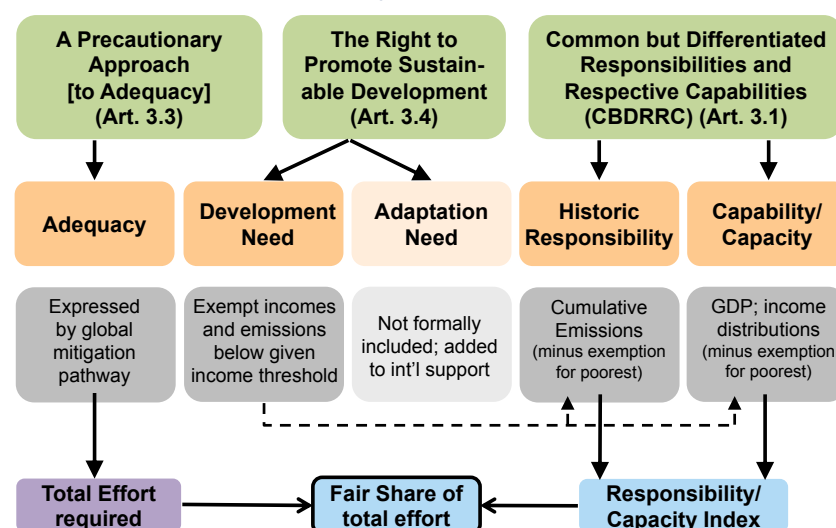 A Precautionary
Approach
[to Adequacy]
(Art. 3.3)
The Right to
Promote Sustain-
able Development
(Art. 3.4)
Common but Differentiated
Responsibilities and
Respective Capabilities
(CBDRRC) (Art. 3.1)
Adequacy
Development
Need
Adaptation
Need
Historic
Responsibility
Capability/
Capacity
Expressed
by global
mitigation
pathway
Exempt incomes
and emissions
below given
income threshold
Not formally
included; added
to int'l support
Cumulative
Emissions
(minus exemption
for poorest)
GDP; income
distributions
(minus exemption
for poorest)
Total Effort
required
Fair Share of
total effort
Responsibility/
Capacity Index